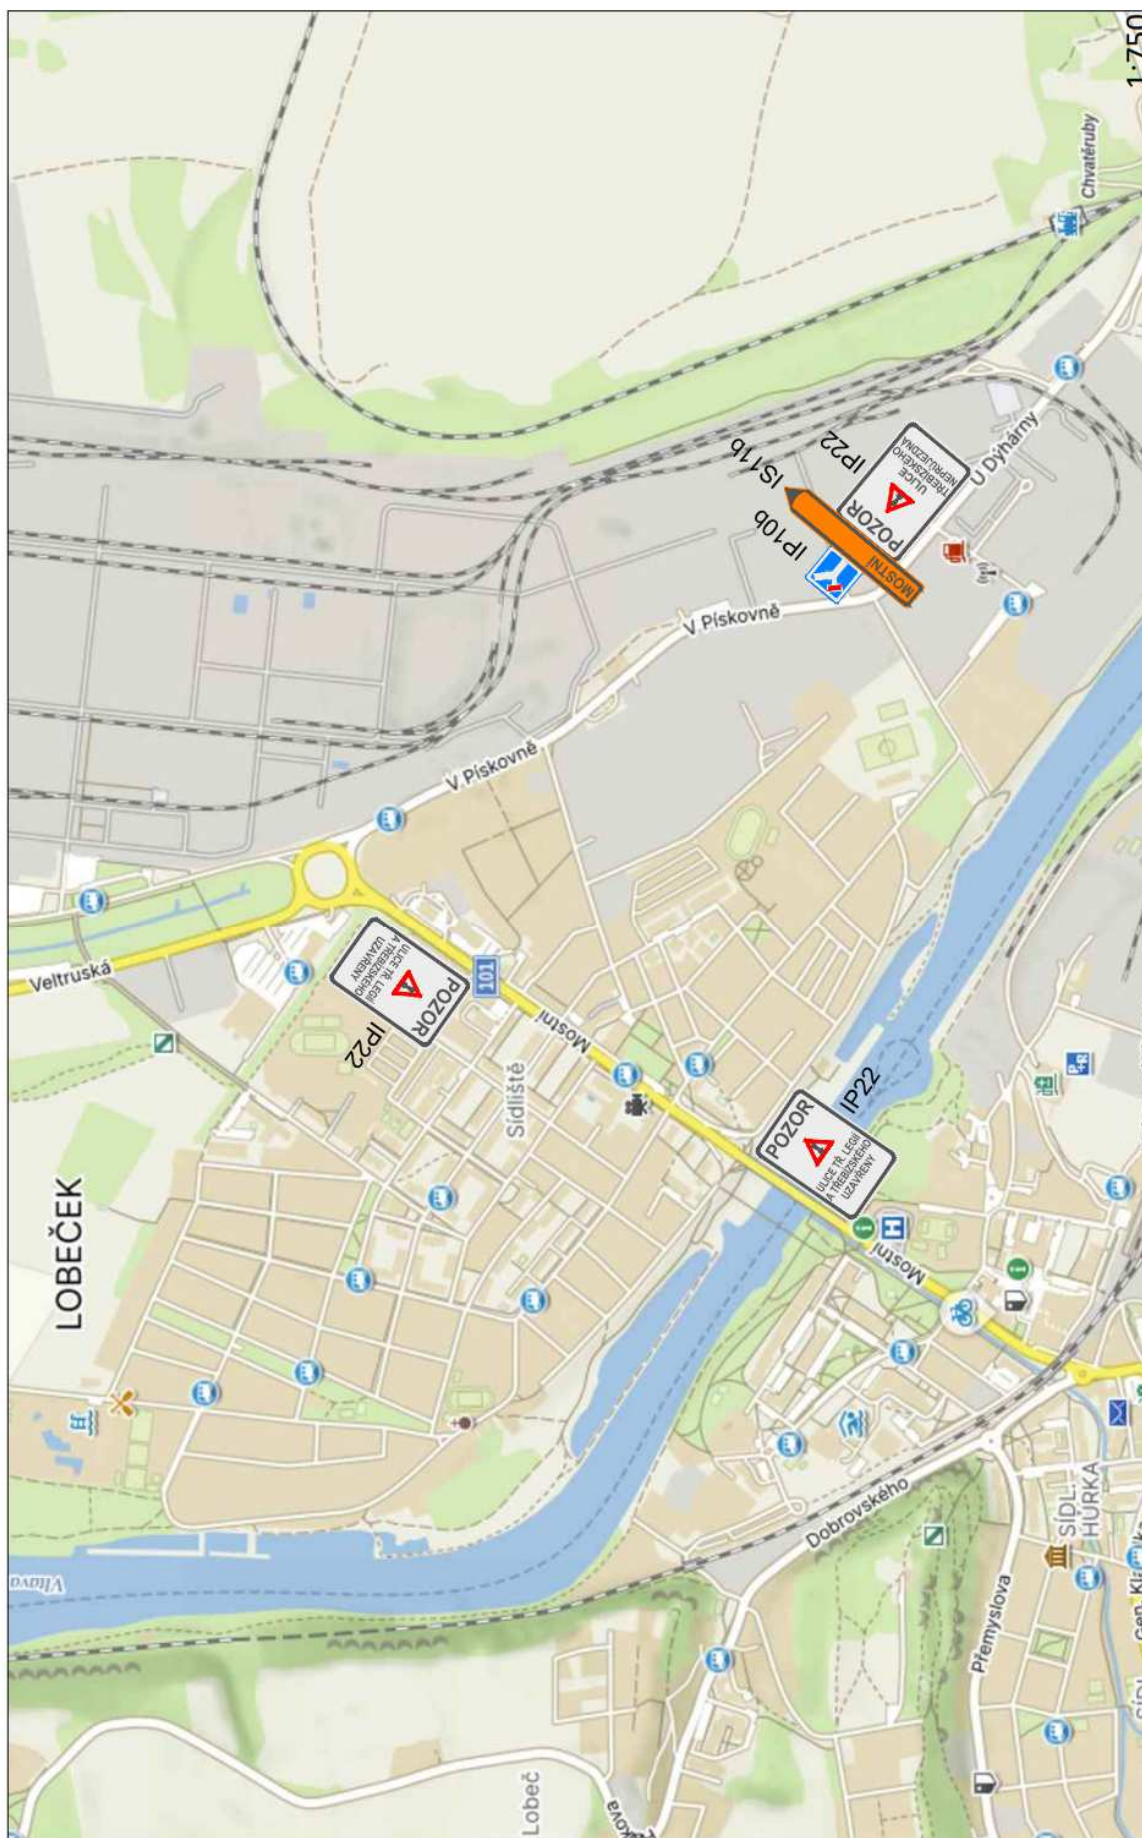 1:750
Chvatěruby
LOBEČEK
Veltruská
V Pískovně
V Pískovně
U Dýhárny
IP10b
IS11b
IP22
MOSTNÍ
POZOR
ULICE
TŘEBÍZSKÉHO
NEPRŮJEZDNÁ
IP22
POZOR
ULICE TŘ. LEGIÍ
A TŘEBÍZSKÉHO
UZAVŘENY
101
Mostní
Sídliště
POZOR
ULICE TŘ. LEGIÍ
A TŘEBÍZSKÉHO
UZAVŘENY
IP22
Mostní
H
P+R
Vltava
Dobrovského
SÍDL.
HŮRKA
Přemyslova
Lobeč